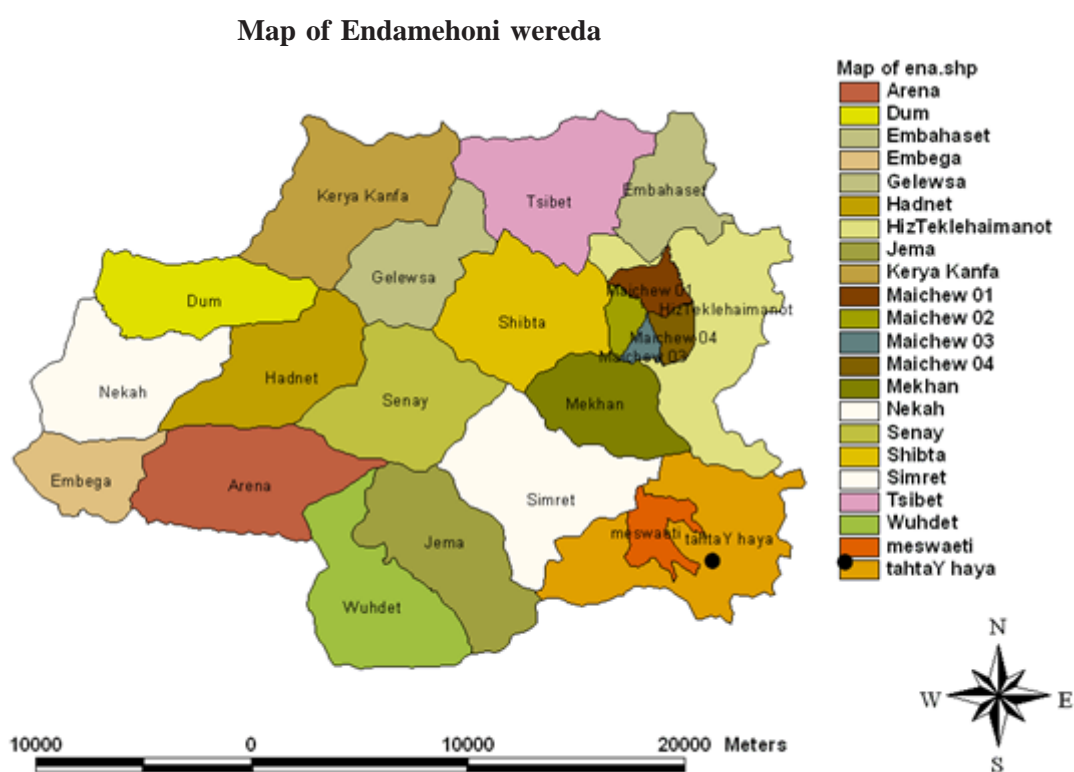 Map of Endamehoni wereda
Map of ena.shp
Arena
Dum
Embahaset
Embega
Gelewsa
Hadnet
HizTeklehaimanot
Jema
Kerya Kanfa
Maichew 01
Maichew 02
Maichew 03
Maichew 04
Mekhan
Nekah
Senay
Shibta
Simret
Tsibet
Wuhdet
meswaeti
tahtaY haya
Kerya Kanfa
Tsibet
Embahaset
Gelewsa
Dum
Maichew 01
HizTeklehaimanot
Shibta
Maichew 04
Maichew 03
Hadnet
Nekah
Senay
Mekhan
Embega
Arena
Simret
meswaeti
tahtaY haya
Jema
Wuhdet
N
W
E
S
10000 0 10000 20000 Meters